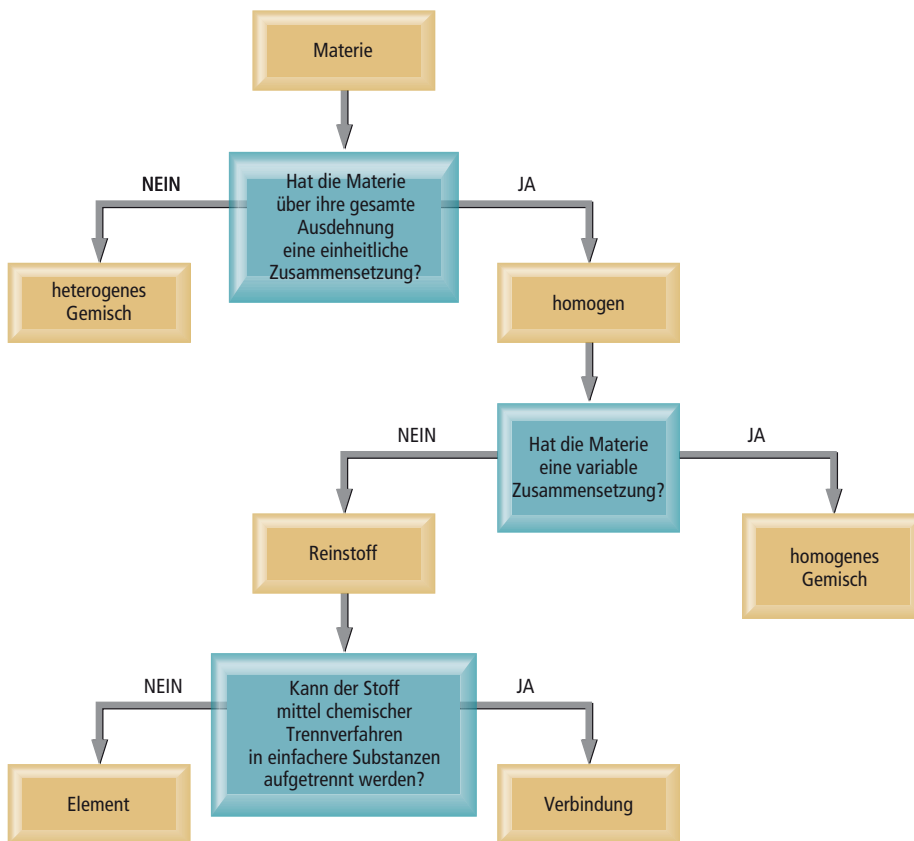 Materie
NEIN
Hat die Materie
über ihre gesamte
Ausdehnung
eine einheitliche
Zusammensetzung?
JA
heterogenes
Gemisch
homogen
NEIN
Hat die Materie
eine variable
Zusammensetzung?
JA
Reinstoff
homogenes
Gemisch
NEIN
Kann der Stoff
mittel chemischer
Trennverfahren
in einfachere Substanzen
aufgetrennt werden?
JA
Element
Verbindung